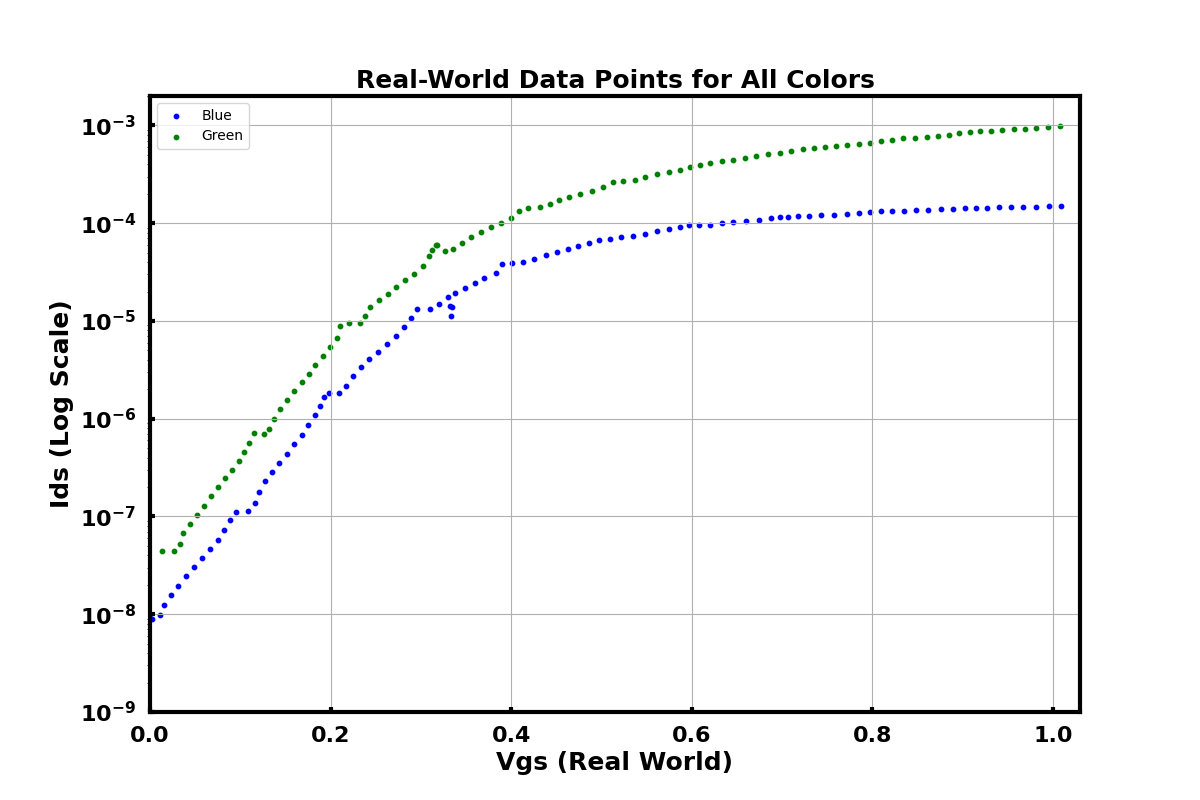 Real-World Data Points for All Colors
Blue
Green
10⁻³
10⁻⁴
10⁻⁵
10⁻⁶
10⁻⁷
10⁻⁸
10⁻⁹
Ids (Log Scale)
0.0 0.2 0.4 0.6 0.8 1.0
Vgs (Real World)